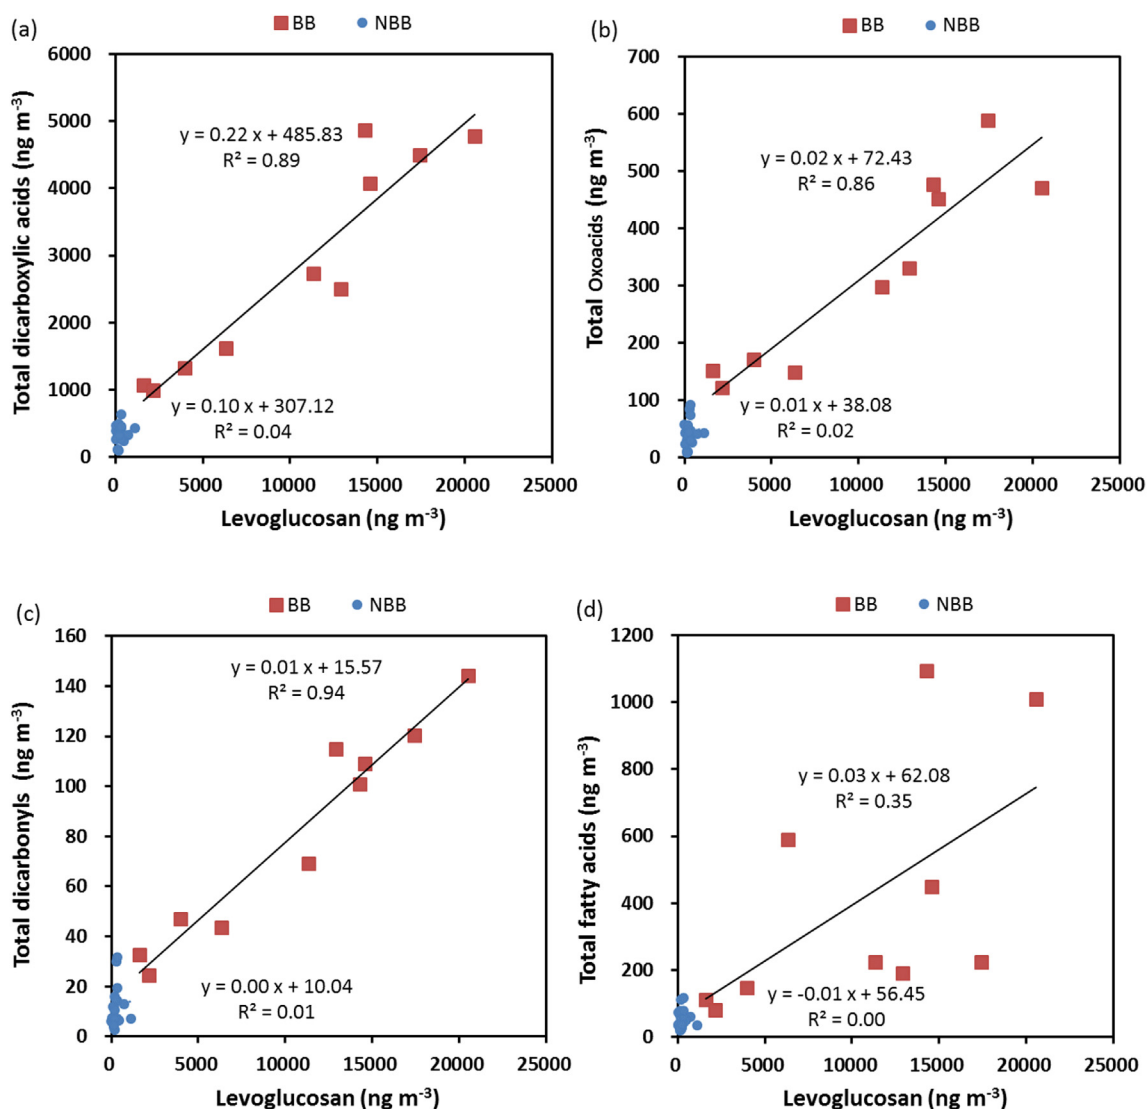 (a)
BB NBB
6000
5000
4000
3000
2000
1000
0
Total dicarboxylic acids (ng m⁻³)
y = 0.22 x + 485.83
R² = 0.89
y = 0.10 x + 307.12
R² = 0.04
0 5000 10000 15000 20000 25000
Levoglucosan (ng m⁻³)
(b)
BB NBB
700
600
500
400
300
200
100
0
Total Oxoacids (ng m⁻³)
y = 0.02 x + 72.43
R² = 0.86
y = 0.01 x + 38.08
R² = 0.02
0 5000 10000 15000 20000 25000
Levoglucosan (ng m⁻³)
(c)
BB NBB
160
140
120
100
80
60
40
20
0
Total dicarbonyls (ng m⁻³)
y = 0.01 x + 15.57
R² = 0.94
y = 0.00 x + 10.04
R² = 0.01
0 5000 10000 15000 20000 25000
Levoglucosan (ng m⁻³)
(d)
BB NBB
1200
1000
800
600
400
200
0
Total fatty acids (ng m⁻³)
y = 0.03 x + 62.08
R² = 0.35
y = -0.01 x + 56.45
R² = 0.00
0 5000 10000 15000 20000 25000
Levoglucosan (ng m⁻³)